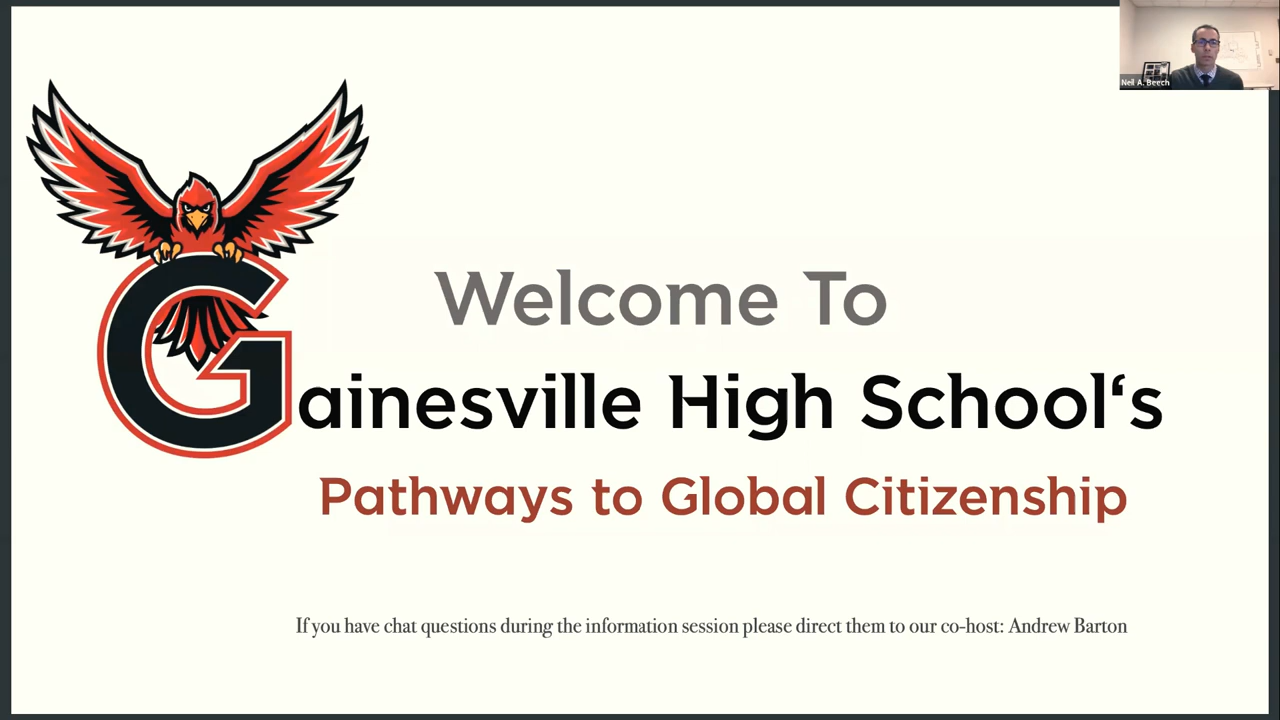 Neil A. Beech
Welcome To
Gainesville High School‘s
Pathways to Global Citizenship
If you have chat questions during the information session please direct them to our co-host: Andrew Barton